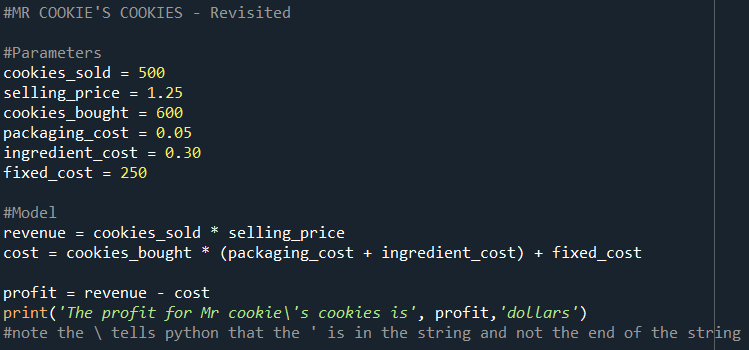 #MR COOKIE'S COOKIES - Revisited
#Parameters
cookies_sold = 500
selling_price = 1.25
cookies_bought = 600
packaging_cost = 0.05
ingredient_cost = 0.30
fixed_cost = 250
#Model
revenue = cookies_sold * selling_price
cost = cookies_bought * (packaging_cost + ingredient_cost) + fixed_cost
profit = revenue - cost
print('The profit for Mr cookie\'s cookies is', profit,'dollars')
#note the \ tells python that the ' is in the string and not the end of the string